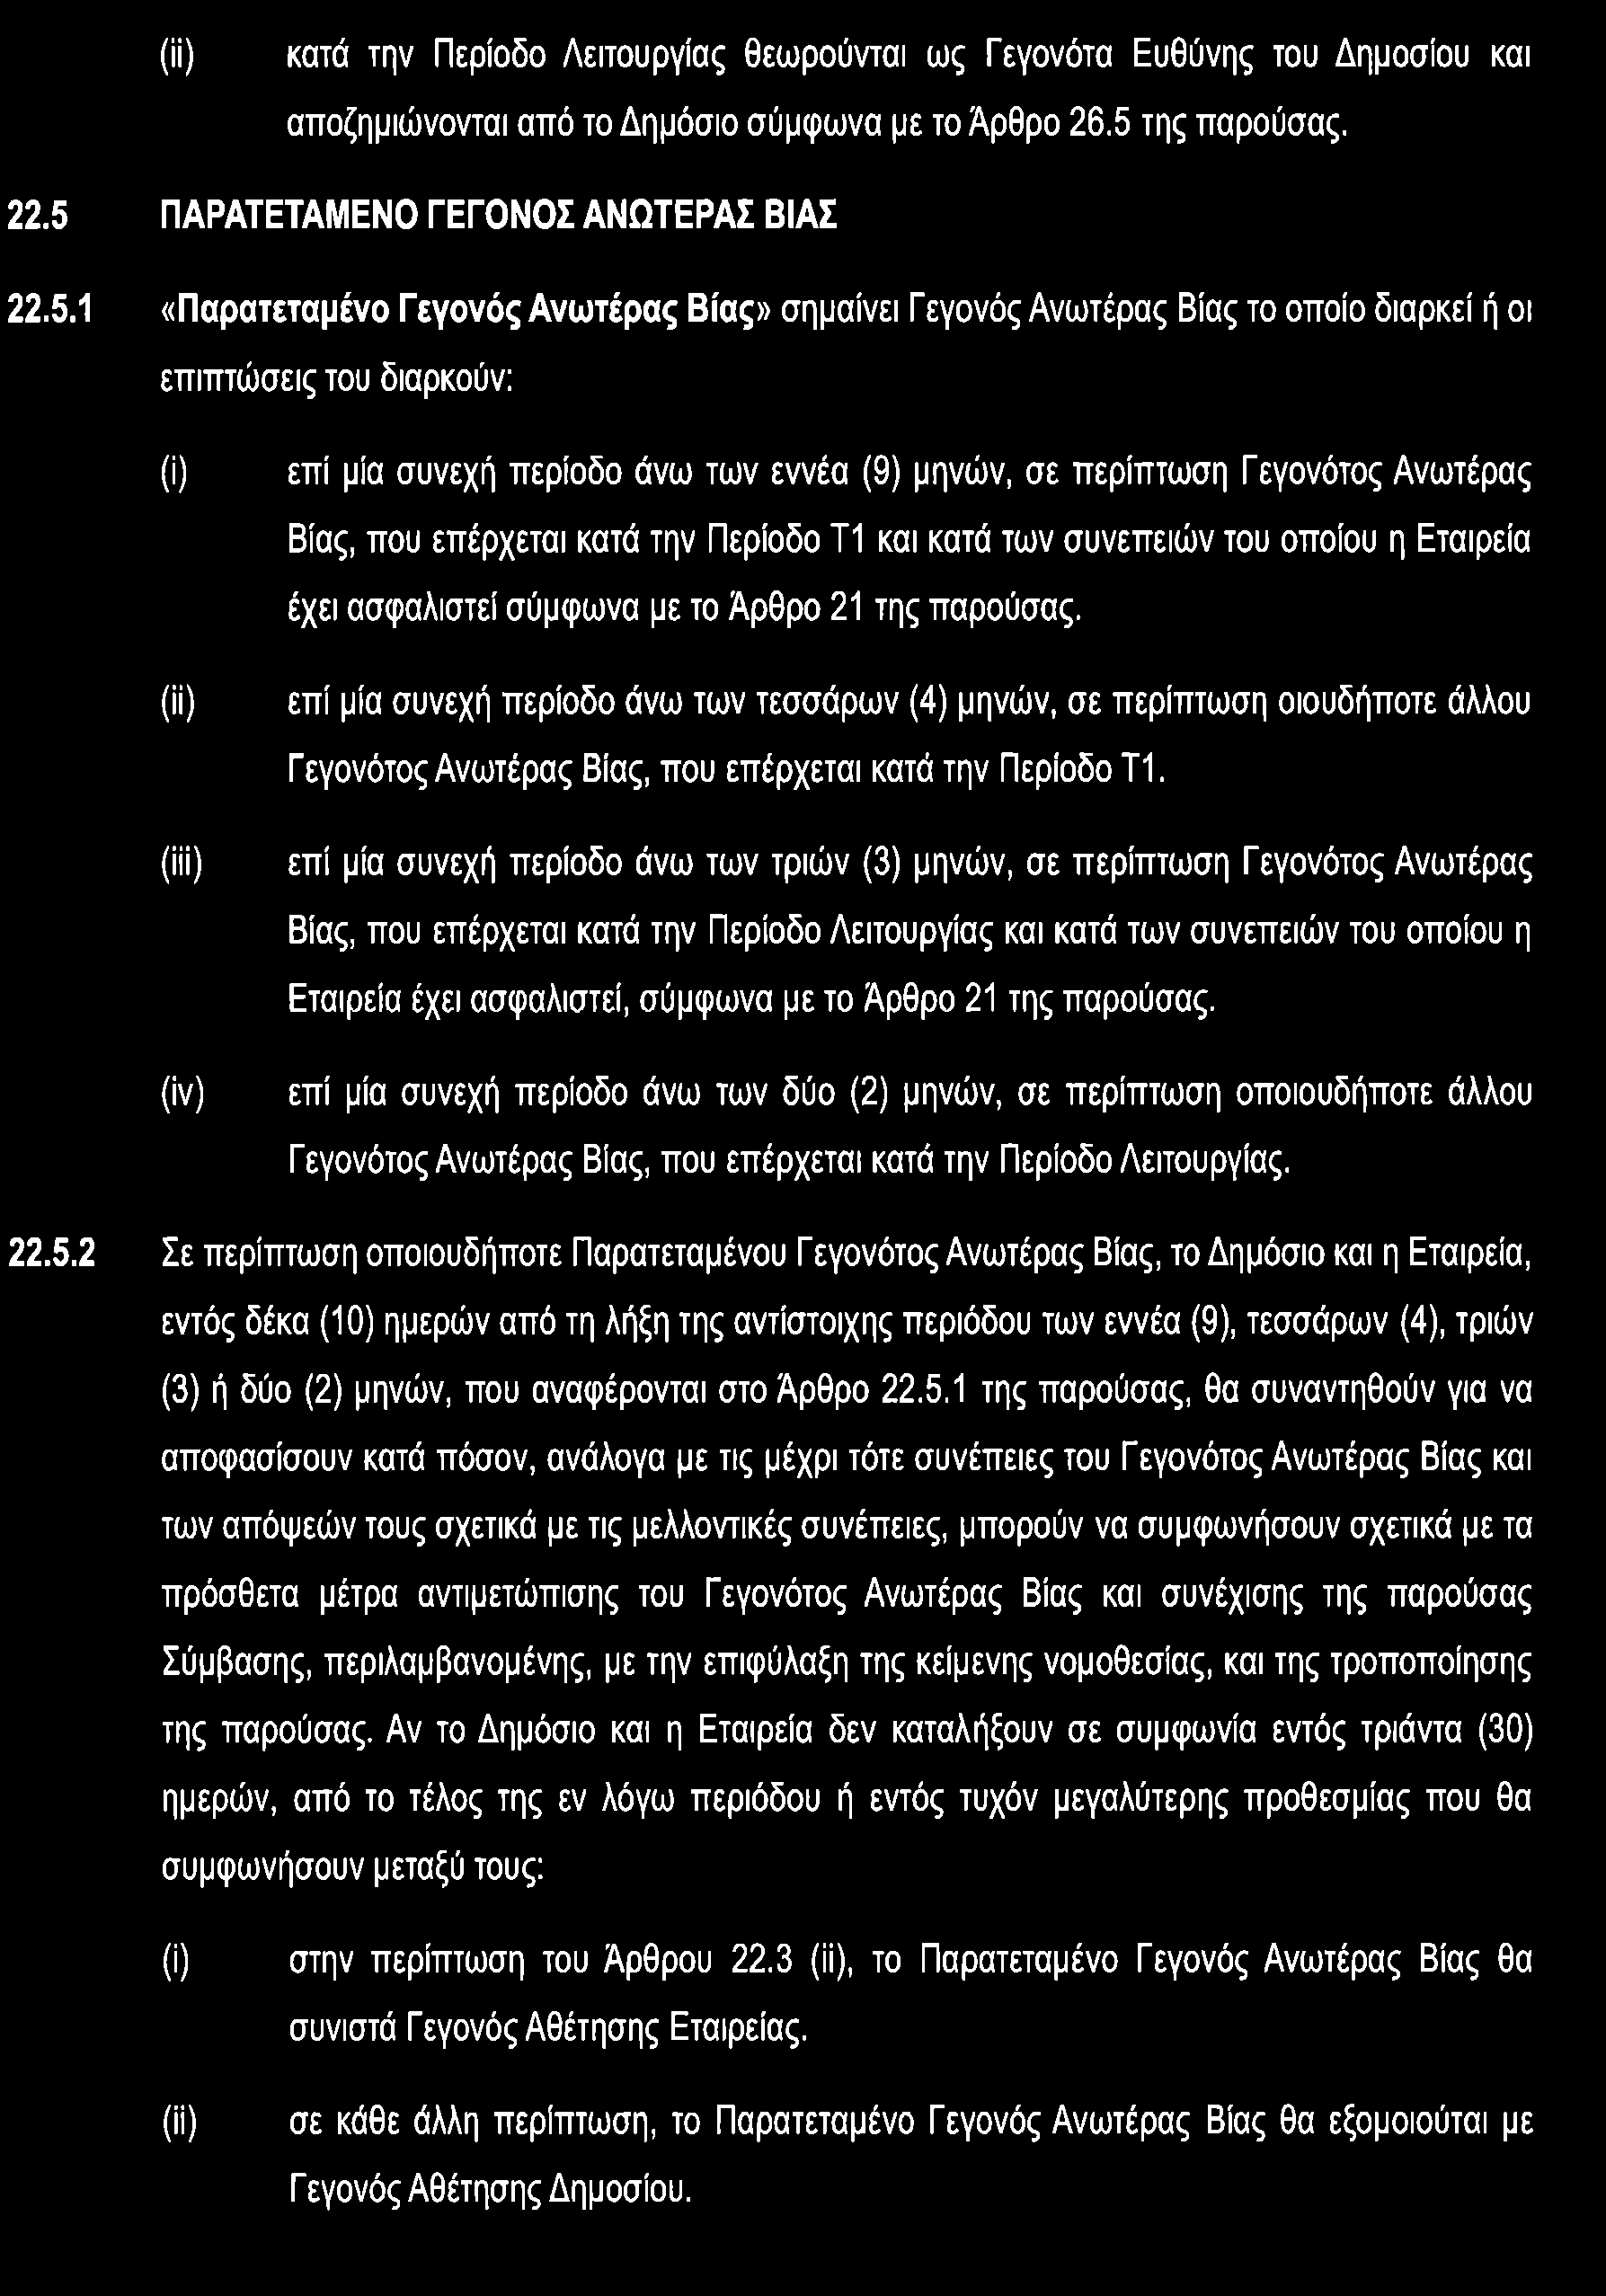 (ii) κατά την Περίοδο Λειτουργίας θεωρούνται ως Γεγονότα Ευθύνης του Δημοσίου και
αποζημιώνονται από το Δημόσιο σύμφωνα με το Άρθρο 26.5 της παρούσας.
22.5 ΠΑΡΑΤΕΤΑΜΕΝΟ ΓΕΓΟΝΟΣ ΑΝΩΤΕΡΑΣ ΒΙΑΣ
22.5.1 «Παρατεταμένο Γεγονός Ανωτέρας Βίας» σημαίνει Γεγονός Ανωτέρας Βίας το οποίο διαρκεί ή οι
επιπτώσεις του διαρκούν:
(i) επί μία συνεχή περίοδο άνω των εννέα (9) μηνών, σε περίπτωση Γεγονότος Ανωτέρας
Βίας, που επέρχεται κατά την Περίοδο Τ1 και κατά των συνεπειών του οποίου η Εταιρεία
έχει ασφαλιστεί σύμφωνα με το Άρθρο 21 της παρούσας.
(ii) επί μία συνεχή περίοδο άνω των τεσσάρων (4) μηνών, σε περίπτωση οιουδήποτε άλλου
Γεγονότος Ανωτέρας Βίας, που επέρχεται κατά την Περίοδο Τ1.
(iii) επί μία συνεχή περίοδο άνω των τριών (3) μηνών, σε περίπτωση Γεγονότος Ανωτέρας
Βίας, που επέρχεται κατά την Περίοδο Λειτουργίας και κατά των συνεπειών του οποίου η
Εταιρεία έχει ασφαλιστεί, σύμφωνα με το Άρθρο 21 της παρούσας.
(iv) επί μία συνεχή περίοδο άνω των δύο (2) μηνών, σε περίπτωση οποιουδήποτε άλλου
Γεγονότος Ανωτέρας Βίας, που επέρχεται κατά την Περίοδο Λειτουργίας.
22.5.2 Σε περίπτωση οποιουδήποτε Παρατεταμένου Γεγονότος Ανωτέρας Βίας, το Δημόσιο και η Εταιρεία,
εντός δέκα (10) ημερών από τη λήξη της αντίστοιχης περιόδου των εννέα (9), τεσσάρων (4), τριών
(3) ή δύο (2) μηνών, που αναφέρονται στο Άρθρο 22.5.1 της παρούσας, θα συναντηθούν για να
αποφασίσουν κατά πόσον, ανάλογα με τις μέχρι τότε συνέπειες του Γεγονότος Ανωτέρας Βίας και
των απόψεών τους σχετικά με τις μελλοντικές συνέπειες, μπορούν να συμφωνήσουν σχετικά με τα
πρόσθετα μέτρα αντιμετώπισης του Γεγονότος Ανωτέρας Βίας και συνέχισης της παρούσας
Σύμβασης, περιλαμβανομένης, με την επιφύλαξη της κείμενης νομοθεσίας, και της τροποποίησης
της παρούσας. Αν το Δημόσιο και η Εταιρεία δεν καταλήξουν σε συμφωνία εντός τριάντα (30)
ημερών, από το τέλος της εν λόγω περιόδου ή εντός τυχόν μεγαλύτερης προθεσμίας που θα
συμφωνήσουν μεταξύ τους:
(i) στην περίπτωση του Άρθρου 22.3 (ii), το Παρατεταμένο Γεγονός Ανωτέρας Βίας θα
συνιστά Γεγονός Αθέτησης Εταιρείας.
(ii) σε κάθε άλλη περίπτωση, το Παρατεταμένο Γεγονός Ανωτέρας Βίας θα εξομοιούται με
Γεγονός Αθέτησης Δημοσίου.